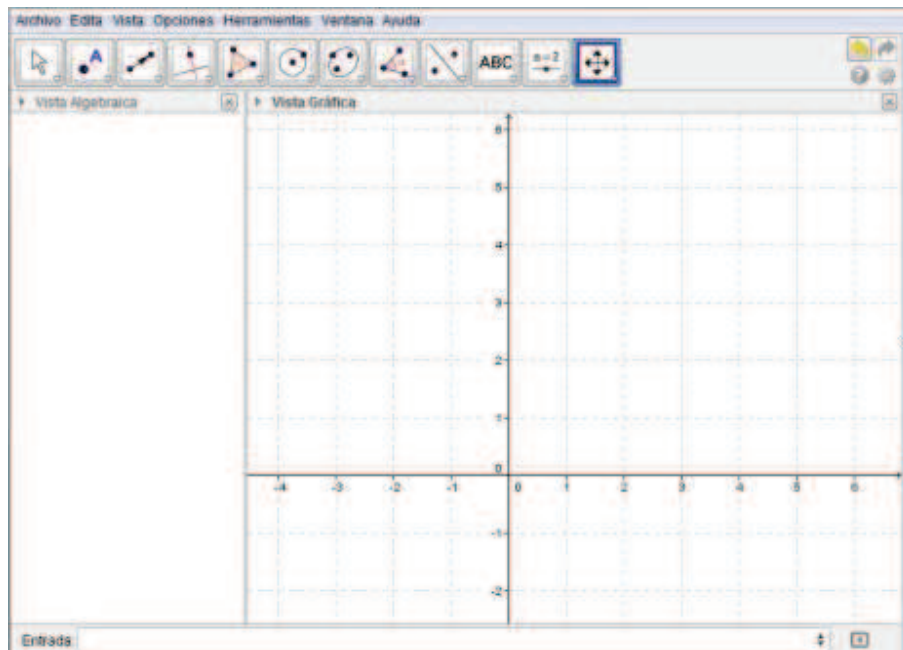 Archivo Edita Vista Opciones Herramientas Ventana Ayuda
A ABC a=2
Vista Algebraica Vista Gráfica
6
5
4
3
2
1
0
-4 -3 -2 -1 0 1 2 3 4 5 6
-1
-2
Entrada: